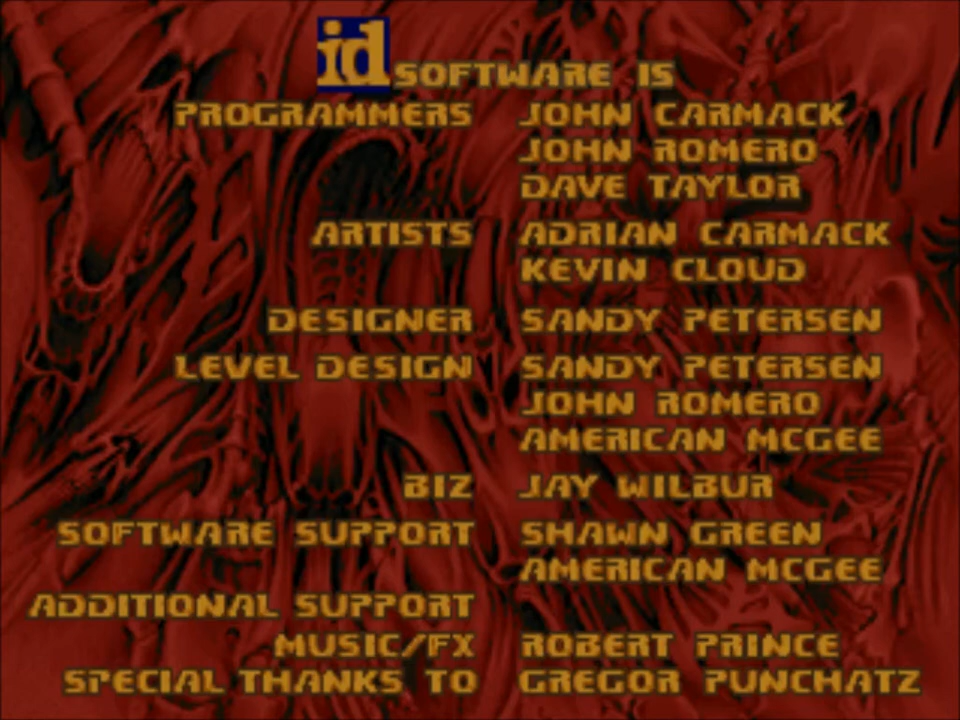 id SOFTWARE IS
PROGRAMMERS JOHN CARMACK
JOHN ROMERO
DAVE TAYLOR
ARTISTS ADRIAN CARMACK
KEVIN CLOUD
DESIGNER SANDY PETERSEN
LEVEL DESIGN SANDY PETERSEN
JOHN ROMERO
AMERICAN MCGEE
BIZ JAY WILBUR
SOFTWARE SUPPORT SHAWN GREEN
AMERICAN MCGEE
ADDITIONAL SUPPORT
MUSIC/FX ROBERT PRINCE
SPECIAL THANKS TO GREGOR PUNCHATZ